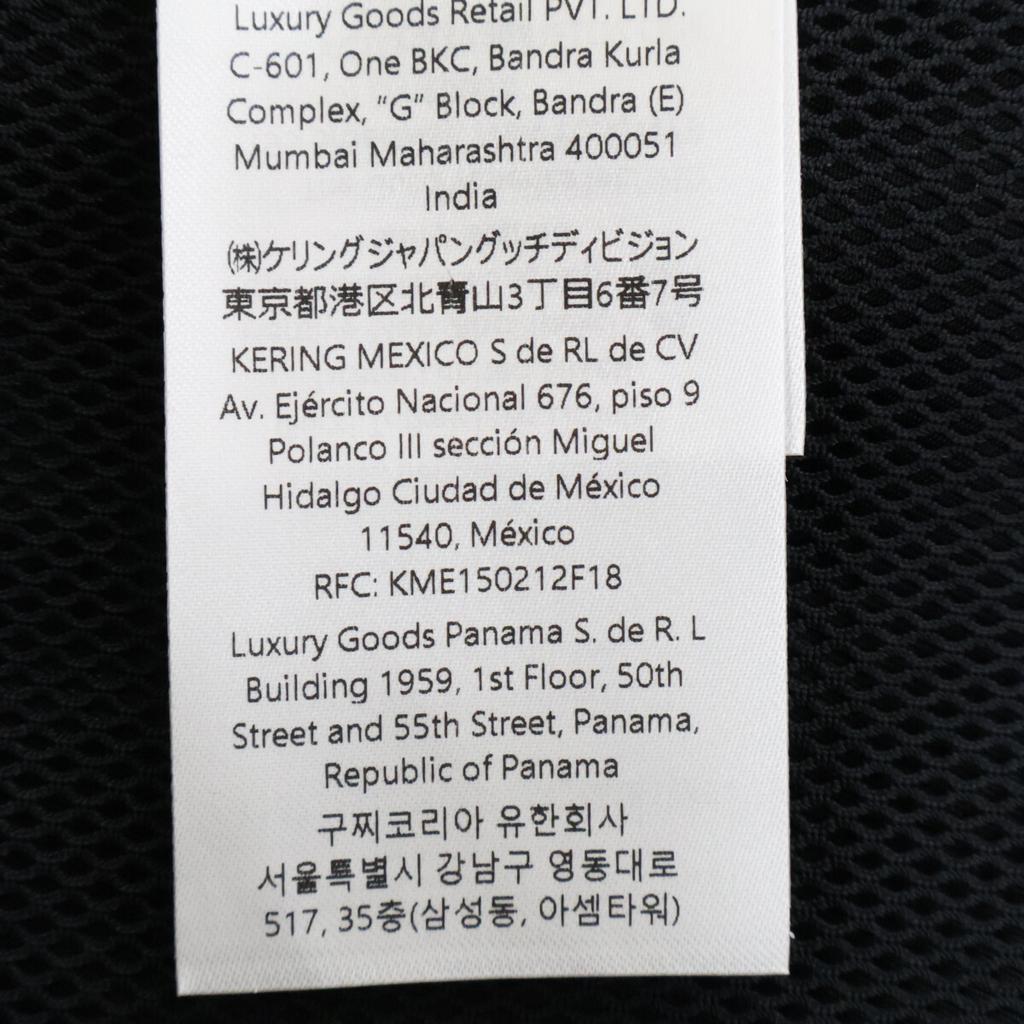 Luxury Goods Retail PVT. LTD.
C-601, One BKC, Bandra Kurla
Complex, "G" Block, Bandra (E)
Mumbai Maharashtra 400051
India
㈱ケリングジャパングッチディビジョン
東京都港区北青山3丁目6番7号
KERING MEXICO S de RL de CV
Av. Ejército Nacional 676, piso 9
Polanco III sección Miguel
Hidalgo Ciudad de México
11540, México
RFC: KME150212F18
Luxury Goods Panama S. de R. L
Building 1959, 1st Floor, 50th
Street and 55th Street, Panama,
Republic of Panama
구찌코리아 유한회사
서울특별시 강남구 영동대로
517, 35층(삼성동, 아셈타워)